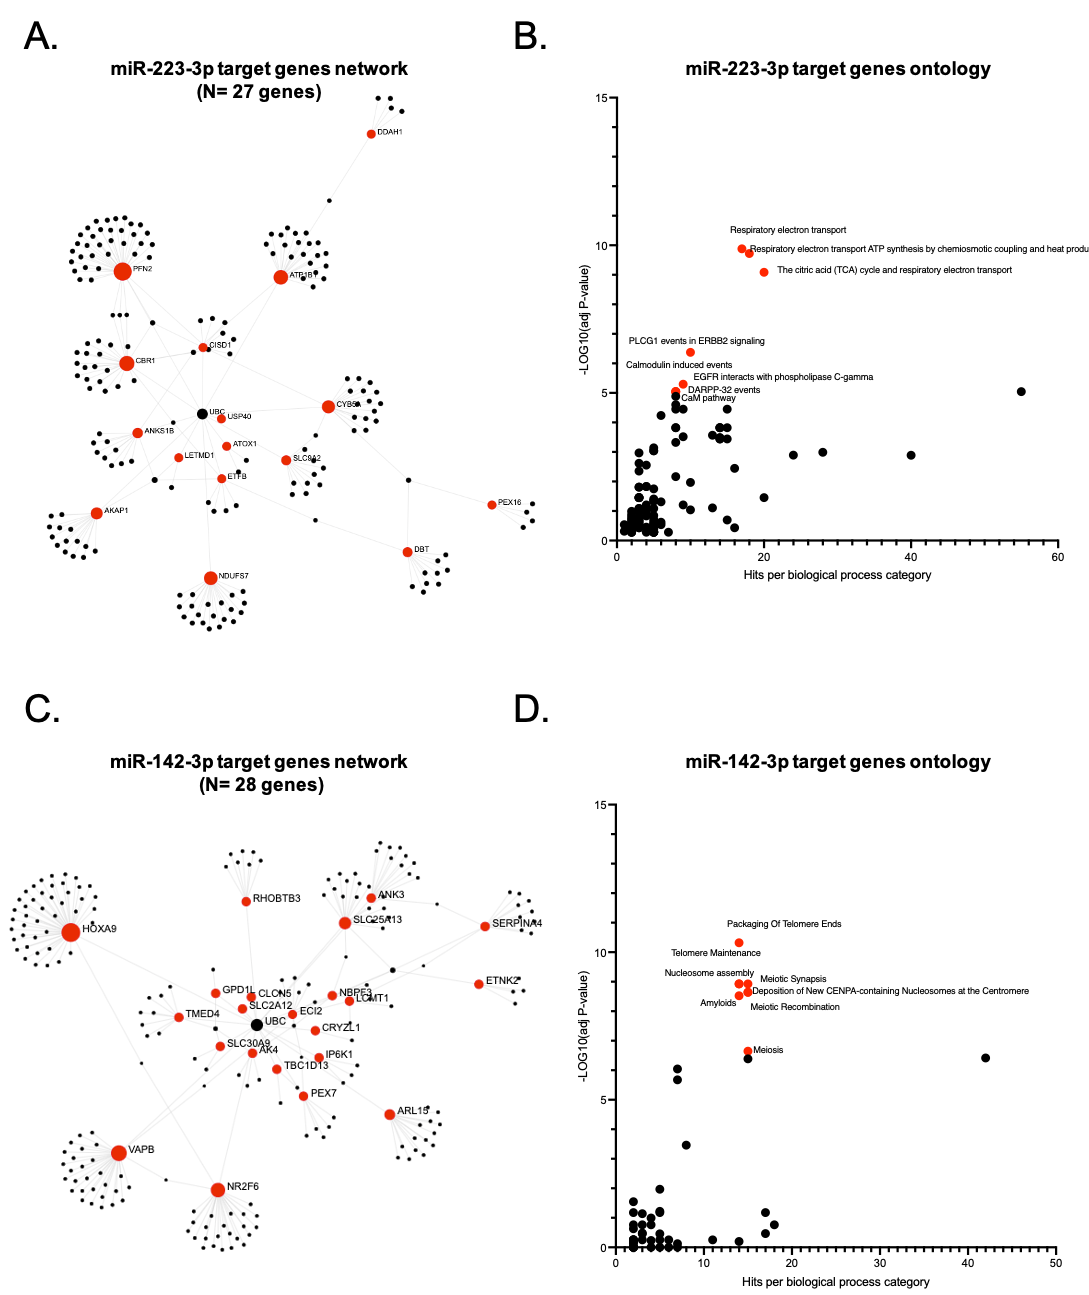 A.
miR-223-3p target genes network
(N= 27 genes)
DDAH1
PFN2
ATP1B1
CISD1
CBR1
UBC
USP40
CYB5A
ANKS1B
ATOX1
LETMD1
SLC9A2
ETFB
PEX16
AKAP1
DBT
NDUFS7
B.
miR-223-3p target genes ontology
-LOG10(adj P-value)
15
10
5
0
Respiratory electron transport
Respiratory electron transport ATP synthesis by chemiosmotic coupling and heat produ
The citric acid (TCA) cycle and respiratory electron transport
PLCG1 events in ERBB2 signaling
Calmodulin induced events
EGFR interacts with phospholipase C-gamma
DARPP-32 events
CaM pathway
0 20 40 60
Hits per biological process category
C.
miR-142-3p target genes network
(N= 28 genes)
RHOBTB3
ANK3
SLC25A13
SERPINA4
HOXA9
ETNK2
GPD1L
CLCN5
NBPF3
LCMT1
SLC2A12
ECI2
TMED4
UBC
CRYZL1
SLC30A9
AK4
IP6K1
TBC1D13
PEX7
ARL15
VAPB
NR2F6
D.
miR-142-3p target genes ontology
-LOG10(adj P-value)
15
10
5
0
Packaging Of Telomere Ends
Telomere Maintenance
Nucleosome assembly
Meiotic Synapsis
Deposition of New CENPA-containing Nucleosomes at the Centromere
Amyloids
Meiotic Recombination
Meiosis
0 10 20 30 40 50
Hits per biological process category